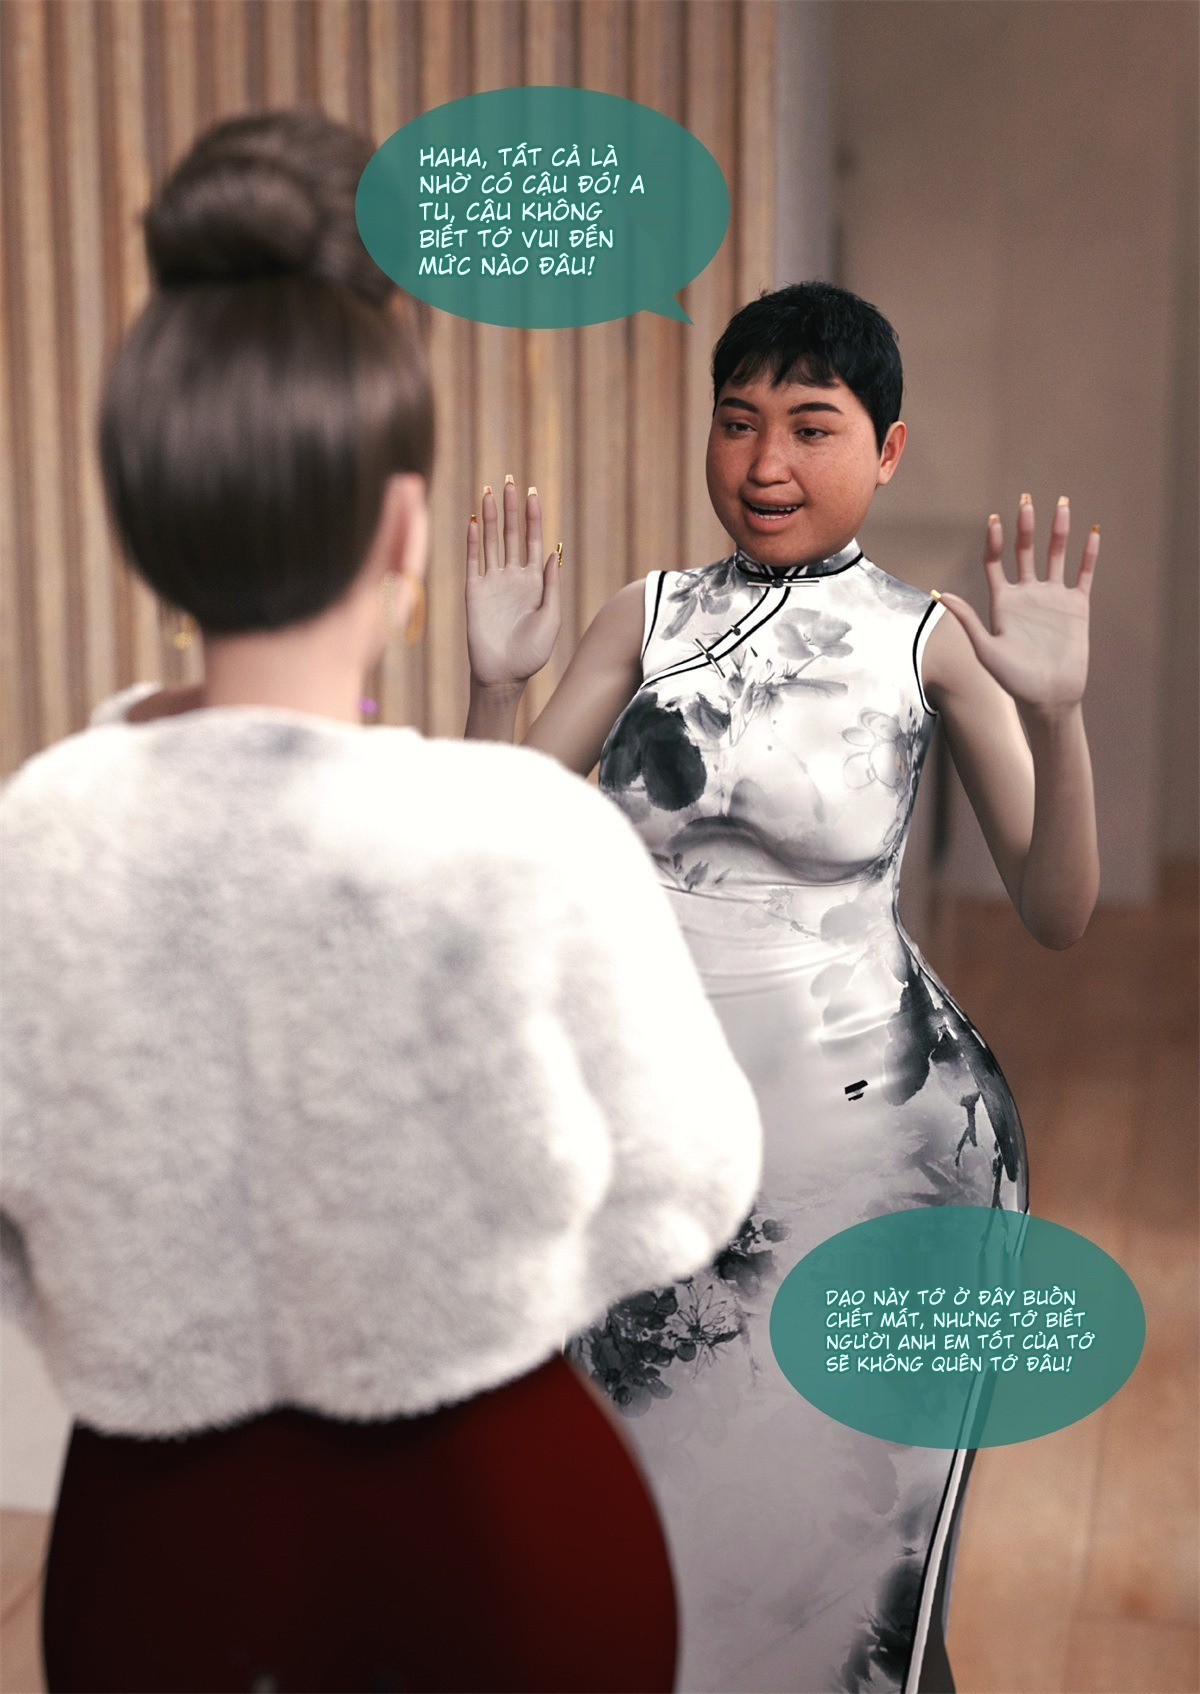 HAHA, TẤT CẢ LÀ
NHỜ CÓ CẬU ĐÓ! A
TU, CẬU KHÔNG
BIẾT TỚ VUI ĐẾN
MỨC NÀO ĐÂU!
DẠO NÀY TỚ Ở ĐÂY BUỒN
CHẾT MẤT, NHƯNG TỚ BIẾT
NGƯỜI ANH EM TỐT CỦA TỚ
SẼ KHÔNG QUÊN TỚ ĐÂU!